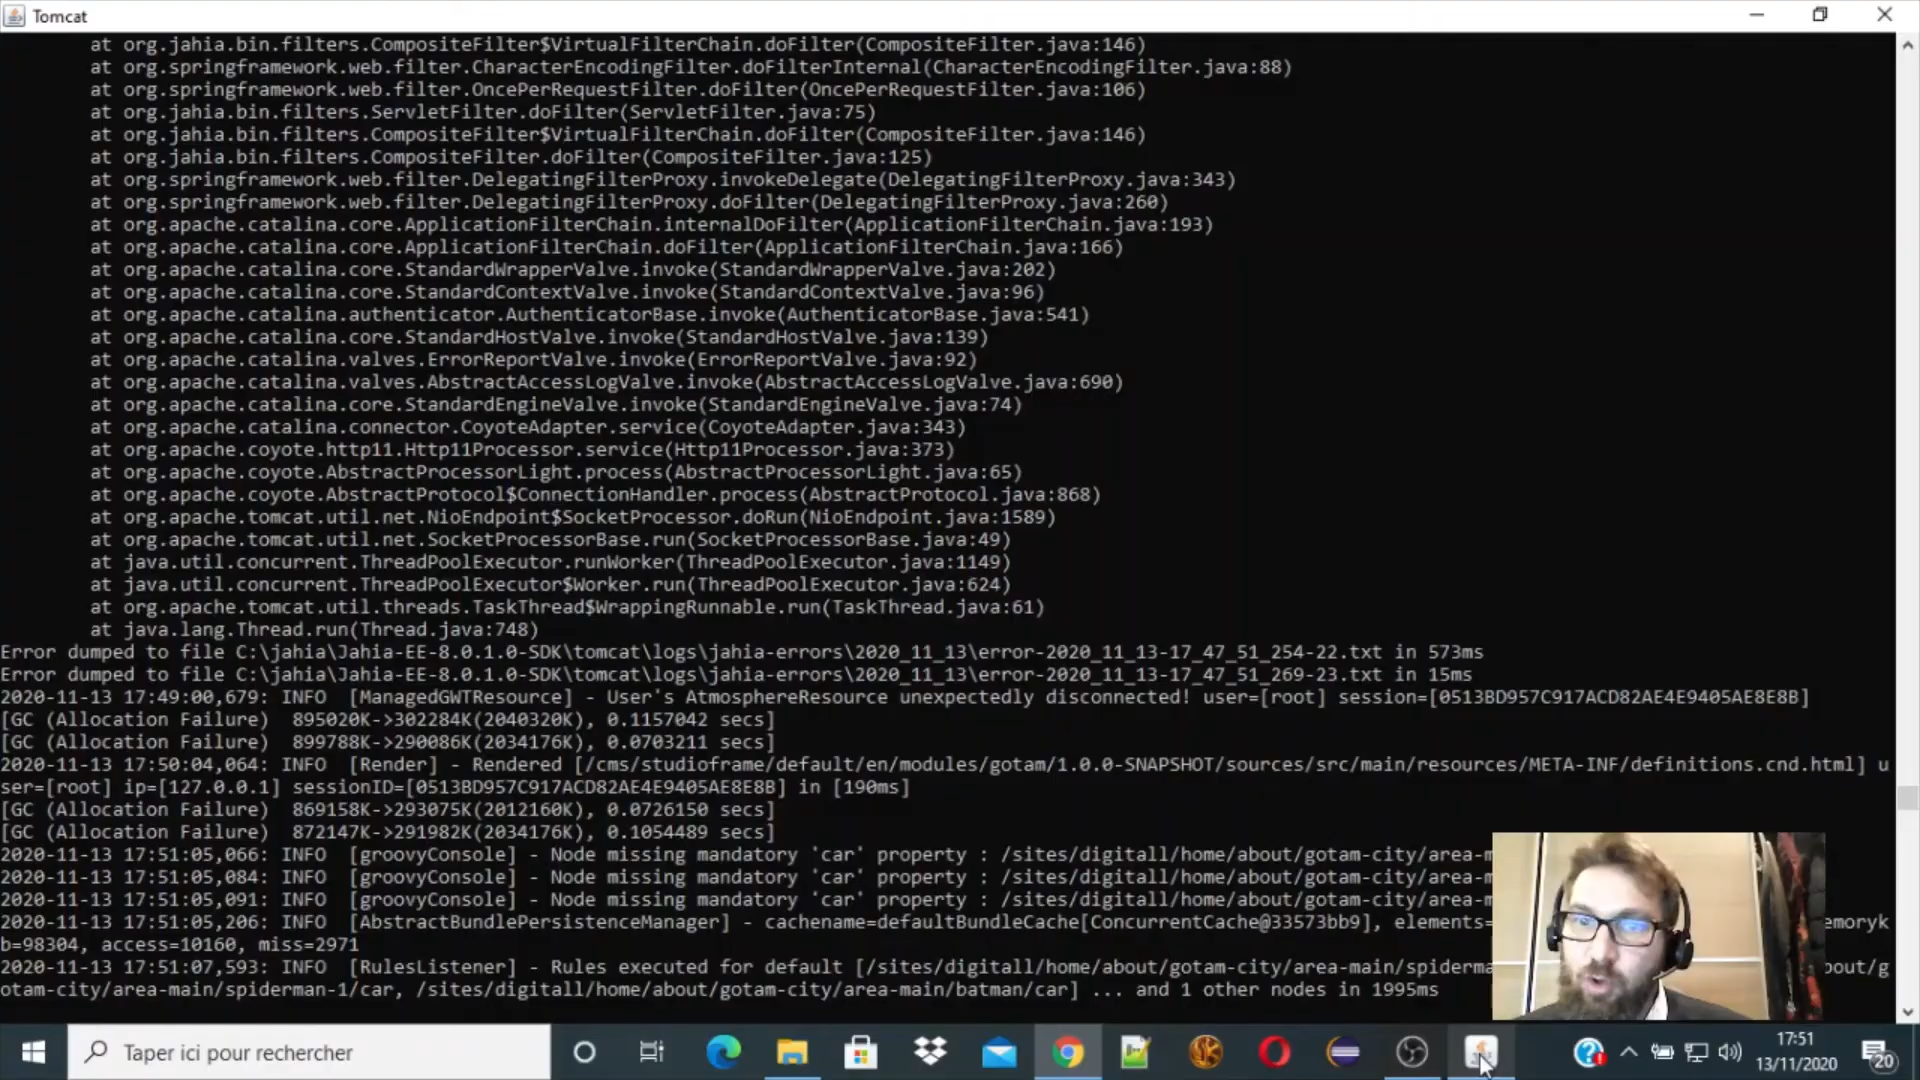 Tomcat
at org.jahia.bin.filters.CompositeFilter$VirtualFilterChain.doFilter(CompositeFilter.java:146)
at org.springframework.web.filter.CharacterEncodingFilter.doFilterInternal(CharacterEncodingFilter.java:88)
at org.springframework.web.filter.OncePerRequestFilter.doFilter(OncePerRequestFilter.java:106)
at org.jahia.bin.filters.ServletFilter.doFilter(ServletFilter.java:75)
at org.jahia.bin.filters.CompositeFilter$VirtualFilterChain.doFilter(CompositeFilter.java:146)
at org.jahia.bin.filters.CompositeFilter.doFilter(CompositeFilter.java:125)
at org.springframework.web.filter.DelegatingFilterProxy.invokeDelegate(DelegatingFilterProxy.java:343)
at org.springframework.web.filter.DelegatingFilterProxy.doFilter(DelegatingFilterProxy.java:260)
at org.apache.catalina.core.ApplicationFilterChain.internalDoFilter(ApplicationFilterChain.java:193)
at org.apache.catalina.core.ApplicationFilterChain.doFilter(ApplicationFilterChain.java:166)
at org.apache.catalina.core.StandardWrapperValve.invoke(StandardWrapperValve.java:202)
at org.apache.catalina.core.StandardContextValve.invoke(StandardContextValve.java:96)
at org.apache.catalina.authenticator.AuthenticatorBase.invoke(AuthenticatorBase.java:541)
at org.apache.catalina.core.StandardHostValve.invoke(StandardHostValve.java:139)
at org.apache.catalina.valves.ErrorReportValve.invoke(ErrorReportValve.java:92)
at org.apache.catalina.valves.AbstractAccessLogValve.invoke(AbstractAccessLogValve.java:690)
at org.apache.catalina.core.StandardEngineValve.invoke(StandardEngineValve.java:74)
at org.apache.catalina.connector.CoyoteAdapter.service(CoyoteAdapter.java:343)
at org.apache.coyote.http11.Http11Processor.service(Http11Processor.java:373)
at org.apache.coyote.AbstractProcessorLight.process(AbstractProcessorLight.java:65)
at org.apache.coyote.AbstractProtocol$ConnectionHandler.process(AbstractProtocol.java:868)
at org.apache.tomcat.util.net.NioEndpoint$SocketProcessor.doRun(NioEndpoint.java:1589)
at org.apache.tomcat.util.net.SocketProcessorBase.run(SocketProcessorBase.java:49)
at java.util.concurrent.ThreadPoolExecutor.runWorker(ThreadPoolExecutor.java:1149)
at java.util.concurrent.ThreadPoolExecutor$Worker.run(ThreadPoolExecutor.java:624)
at org.apache.tomcat.util.threads.TaskThread$WrappingRunnable.run(TaskThread.java:61)
at java.lang.Thread.run(Thread.java:748)
Error dumped to file C:\jahia\Jahia-EE-8.0.1.0-SDK\tomcat\logs\jahia-errors\2020_11_13\error-2020_11_13-17_47_51_254-22.txt in 573ms
Error dumped to file C:\jahia\Jahia-EE-8.0.1.0-SDK\tomcat\logs\jahia-errors\2020_11_13\error-2020_11_13-17_47_51_269-23.txt in 15ms
2020-11-13 17:49:00,679: INFO  [ManagedGWTResource] - User's AtmosphereResource unexpectedly disconnected! user=[root] session=[0513BD957C917ACD82AE4E9405AE8E8B]
[GC (Allocation Failure)  895020K->302284K(2040320K), 0.1157042 secs]
[GC (Allocation Failure)  899788K->290086K(2034176K), 0.0703211 secs]
2020-11-13 17:50:04,064: INFO  [Render] - Rendered [/cms/studioframe/default/en/modules/gotam/1.0.0-SNAPSHOT/sources/src/main/resources/META-INF/definitions.cnd.html] u
ser=[root] ip=[127.0.0.1] sessionID=[0513BD957C917ACD82AE4E9405AE8E8B] in [190ms]
[GC (Allocation Failure)  869158K->293075K(2012160K), 0.0726150 secs]
[GC (Allocation Failure)  872147K->291982K(2034176K), 0.1054489 secs]
2020-11-13 17:51:05,066: INFO  [groovyConsole] - Node missing mandatory 'car' property : /sites/digitall/home/about/gotam-city/area-m
2020-11-13 17:51:05,084: INFO  [groovyConsole] - Node missing mandatory 'car' property : /sites/digitall/home/about/gotam-city/area-m
2020-11-13 17:51:05,091: INFO  [groovyConsole] - Node missing mandatory 'car' property : /sites/digitall/home/about/gotam-city/area-m
2020-11-13 17:51:05,206: INFO  [AbstractBundlePersistenceManager] - cachename=defaultBundleCache[ConcurrentCache@33573bb9], elements= emoryk
b=98304, access=10160, miss=2971
2020-11-13 17:51:07,593: INFO  [RulesListener] - Rules executed for default [/sites/digitall/home/about/gotam-city/area-main/spiderma bout/g
otam-city/area-main/spiderman-1/car, /sites/digitall/home/about/gotam-city/area-main/batman/car] ... and 1 other nodes in 1995ms
Taper ici pour rechercher
17:51
13/11/2020
20